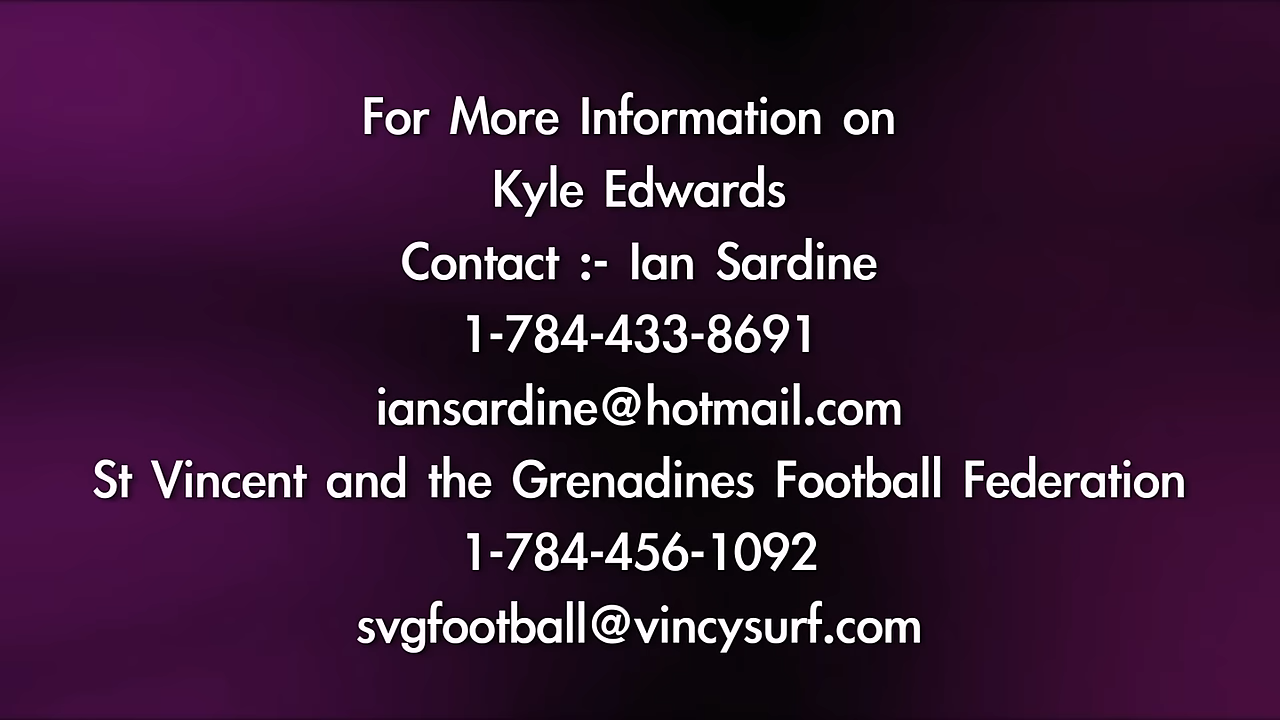 For More Information on
Kyle Edwards
Contact :- Ian Sardine
1-784-433-8691
iansardine@hotmail.com
St Vincent and the Grenadines Football Federation
1-784-456-1092
svgfootball@vincysurf.com